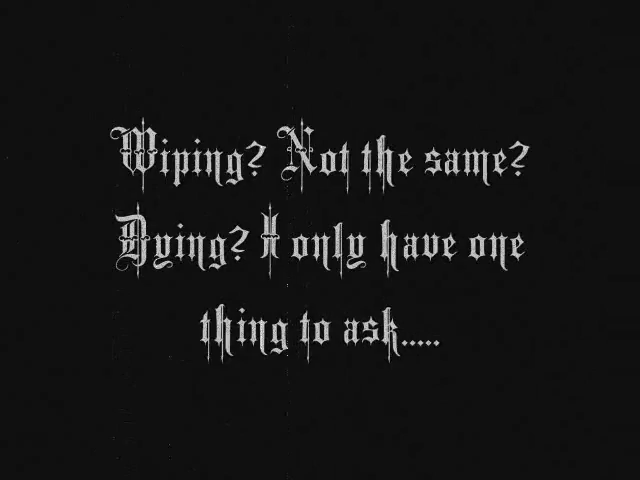 Wiping? Not the same?
Dying? I only have one
thing to ask.....